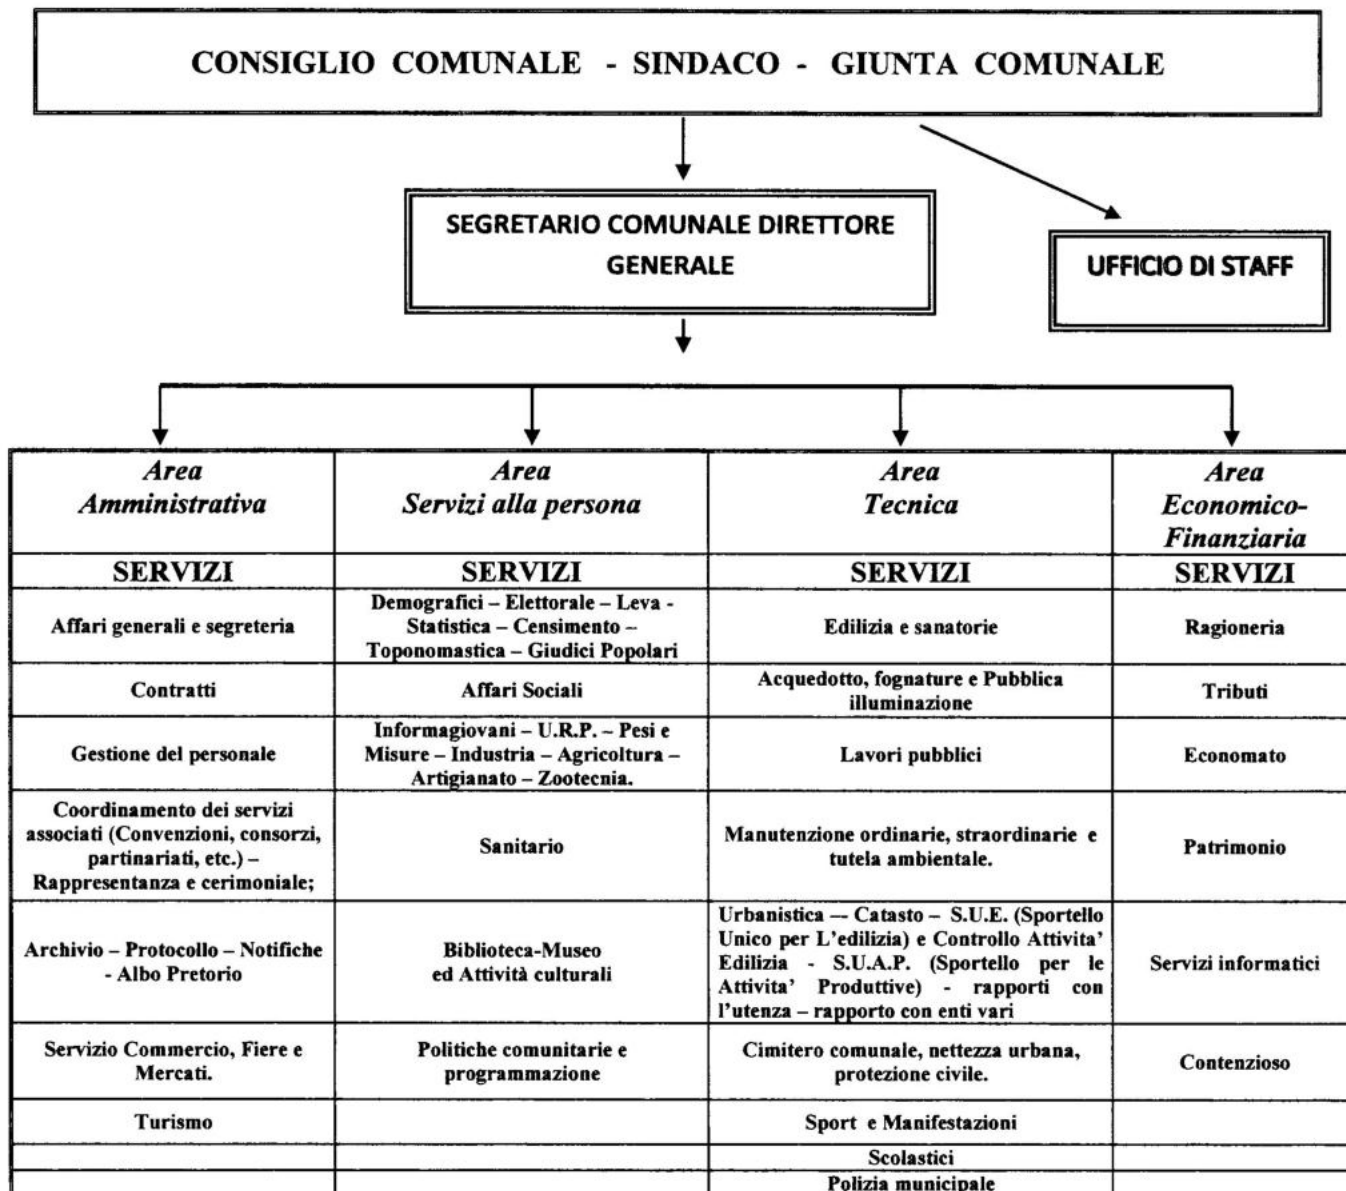 CONSIGLIO COMUNALE - SINDACO - GIUNTA COMUNALE
SEGRETARIO COMUNALE DIRETTORE
GENERALE
UFFICIO DI STAFF
Area
Amministrativa
Area
Servizi alla persona
Area
Tecnica
Area
Economico-
Finanziaria
SERVIZI
SERVIZI
SERVIZI
SERVIZI
Affari generali e segreteria
Demografici – Elettorale – Leva -
Statistica – Censimento –
Toponomastica – Giudici Popolari
Edilizia e sanatorie
Ragioneria
Contratti
Affari Sociali
Acquedotto, fognature e Pubblica
illuminazione
Tributi
Gestione del personale
Informagiovani – U.R.P. – Pesi e
Misure – Industria – Agricoltura –
Artigianato – Zootecnia.
Lavori pubblici
Economato
Coordinamento dei servizi
associati (Convenzioni, consorzi,
partinariati, etc.) –
Rappresentanza e cerimoniale;
Sanitario
Manutenzione ordinarie, straordinarie e
tutela ambientale.
Patrimonio
Archivio – Protocollo – Notifiche
- Albo Pretorio
Biblioteca-Museo
ed Attività culturali
Urbanistica –- Catasto – S.U.E. (Sportello
Unico per L'edilizia) e Controllo Attivita'
Edilizia - S.U.A.P. (Sportello per le
Attivita' Produttive) - rapporti con
l'utenza – rapporto con enti vari
Servizi informatici
Servizio Commercio, Fiere e
Mercati.
Politiche comunitarie e
programmazione
Cimitero comunale, nettezza urbana,
protezione civile.
Contenzioso
Turismo
Sport e Manifestazioni
Scolastici
Polizia municipale